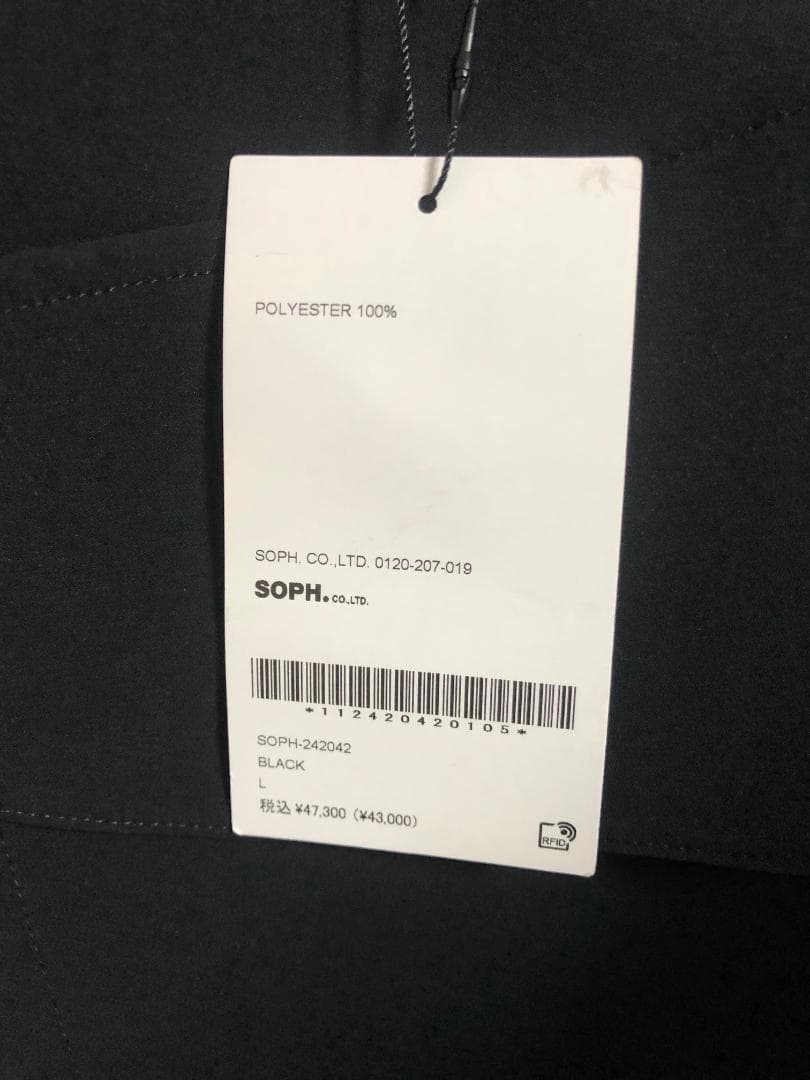 POLYESTER 100%
SOPH. CO.,LTD. 0120-207-019
SOPH. CO.,LTD.
*112420420105*
SOPH-242042
BLACK
L
税込 ¥47,300 (¥43,000)
RFID